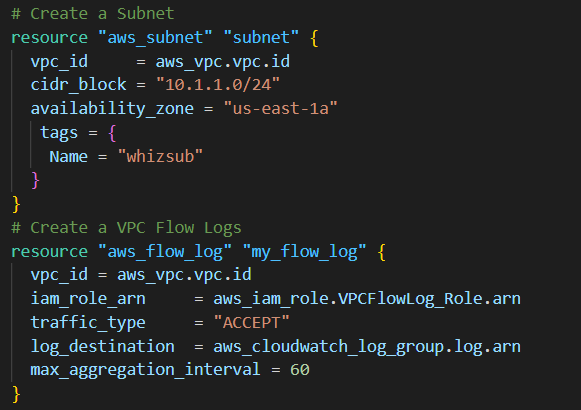 # Create a Subnet
resource "aws_subnet" "subnet" {
  vpc_id     = aws_vpc.vpc.id
  cidr_block = "10.1.1.0/24"
  availability_zone = "us-east-1a"
   tags = {
    Name = "whizsub"
  }
}
# Create a VPC Flow Logs
resource "aws_flow_log" "my_flow_log" {
  vpc_id = aws_vpc.vpc.id
  iam_role_arn     = aws_iam_role.VPCFlowLog_Role.arn
  traffic_type     = "ACCEPT"
  log_destination  = aws_cloudwatch_log_group.log.arn
  max_aggregation_interval = 60
}